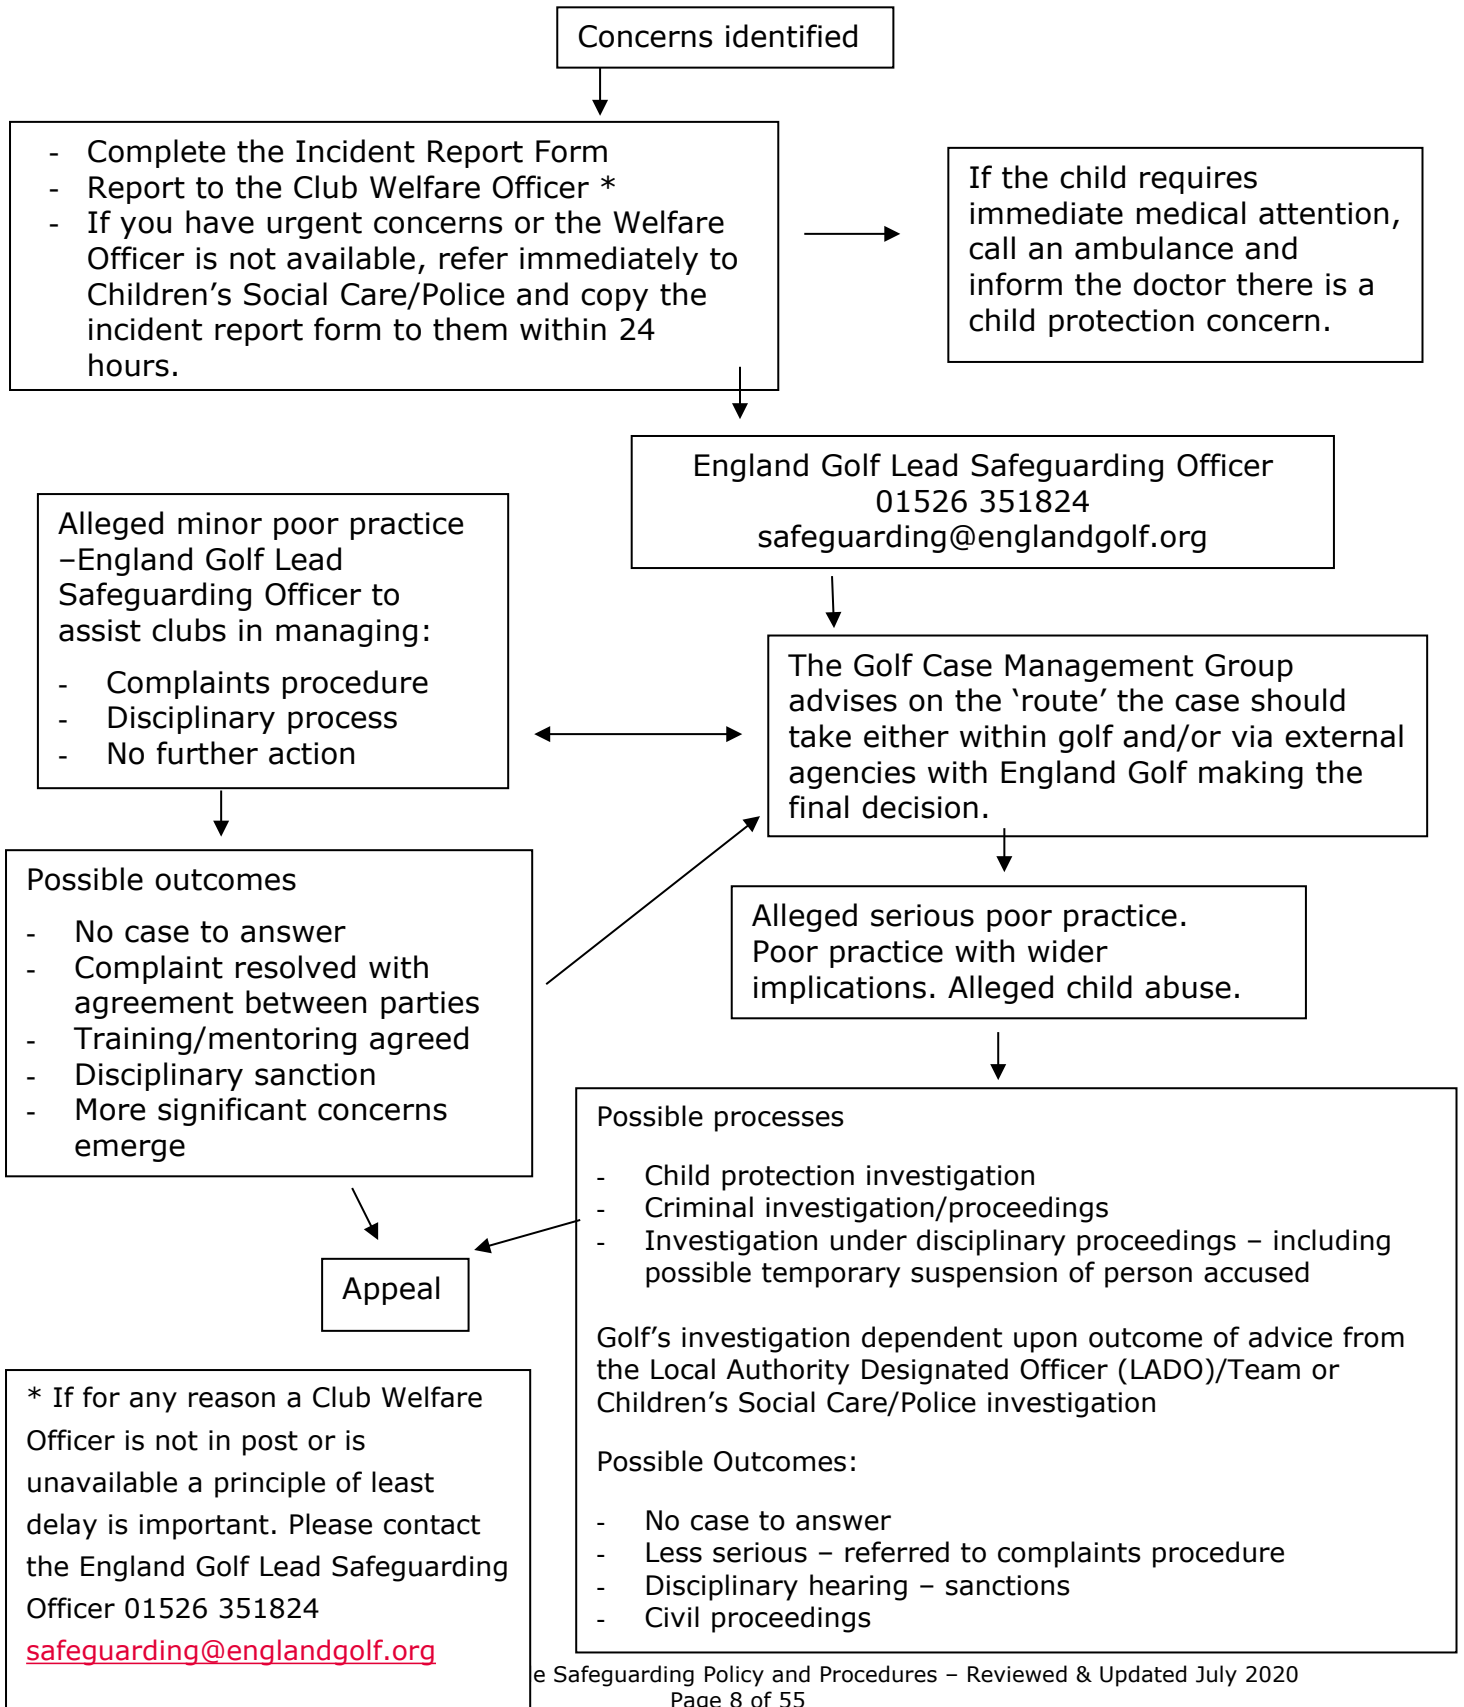 Concerns identified
- Complete the Incident Report Form
- Report to the Club Welfare Officer *
- If you have urgent concerns or the Welfare
Officer is not available, refer immediately to
Children’s Social Care/Police and copy the
incident report form to them within 24
hours.
If the child requires
immediate medical attention,
call an ambulance and
inform the doctor there is a
child protection concern.
England Golf Lead Safeguarding Officer
01526 351824
safeguarding@englandgolf.org
Alleged minor poor practice
–England Golf Lead
Safeguarding Officer to
assist clubs in managing:
- Complaints procedure
- Disciplinary process
- No further action
The Golf Case Management Group
advises on the ‘route’ the case should
take either within golf and/or via external
agencies with England Golf making the
final decision.
Possible outcomes
- No case to answer
- Complaint resolved with
agreement between parties
- Training/mentoring agreed
- Disciplinary sanction
- More significant concerns
emerge
Alleged serious poor practice.
Poor practice with wider
implications. Alleged child abuse.
Possible processes
- Child protection investigation
- Criminal investigation/proceedings
- Investigation under disciplinary proceedings – including
possible temporary suspension of person accused
Golf’s investigation dependent upon outcome of advice from
the Local Authority Designated Officer (LADO)/Team or
Children’s Social Care/Police investigation
Possible Outcomes:
- No case to answer
- Less serious – referred to complaints procedure
- Disciplinary hearing – sanctions
- Civil proceedings
Appeal
* If for any reason a Club Welfare
Officer is not in post or is
unavailable a principle of least
delay is important. Please contact
the England Golf Lead Safeguarding
Officer 01526 351824
safeguarding@englandgolf.org
e Safeguarding Policy and Procedures – Reviewed & Updated July 2020
Page 8 of 55